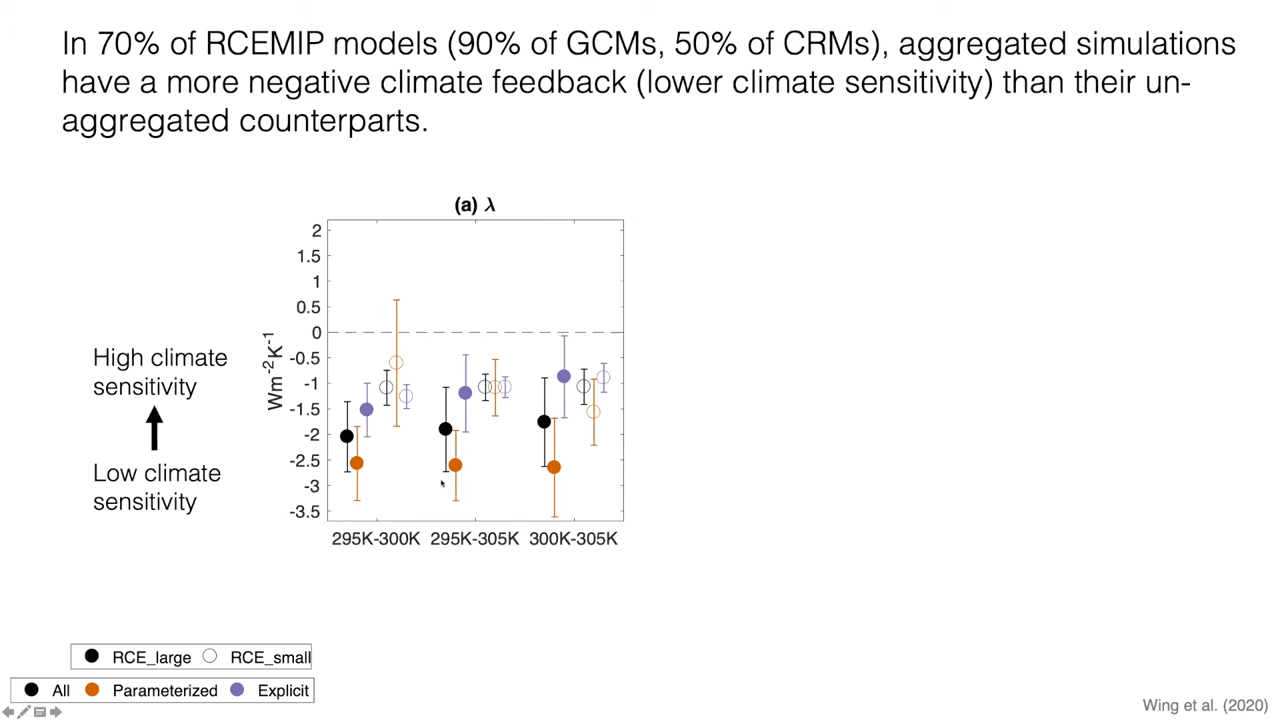 In 70% of RCEMIP models (90% of GCMs, 50% of CRMs), aggregated simulations
have a more negative climate feedback (lower climate sensitivity) than their un-
aggregated counterparts.
(a) λ
2
1.5
1
0.5
0
-0.5
-1
-1.5
-2
-2.5
-3
-3.5
Wm⁻²K⁻¹
295K-300K 295K-305K 300K-305K
High climate
sensitivity
Low climate
sensitivity
RCE_large RCE_small
All Parameterized Explicit
Wing et al. (2020)